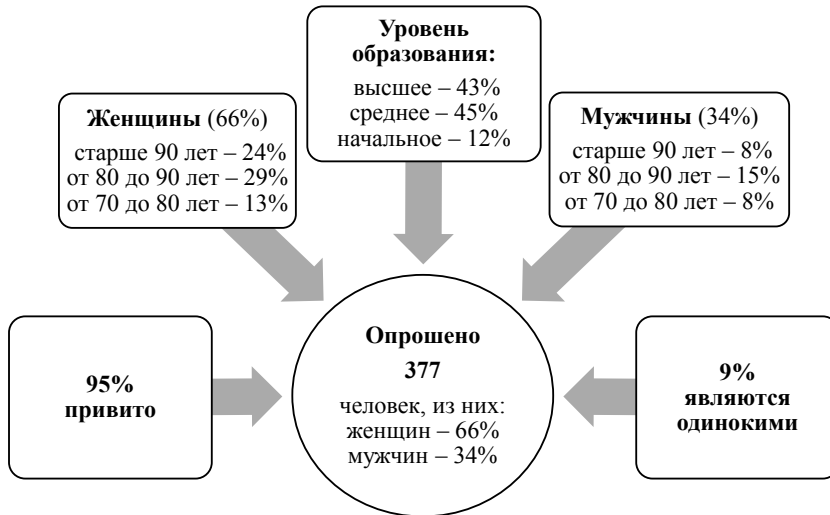 Уровень
образования:
высшее – 43%
среднее – 45%
начальное – 12%
Женщины (66%)
старше 90 лет – 24%
от 80 до 90 лет – 29%
от 70 до 80 лет – 13%
Мужчины (34%)
старше 90 лет – 8%
от 80 до 90 лет – 15%
от 70 до 80 лет – 8%
95%
привито
Опрошено
377
человек, из них:
женщин – 66%
мужчин – 34%
9%
являются
одинокими